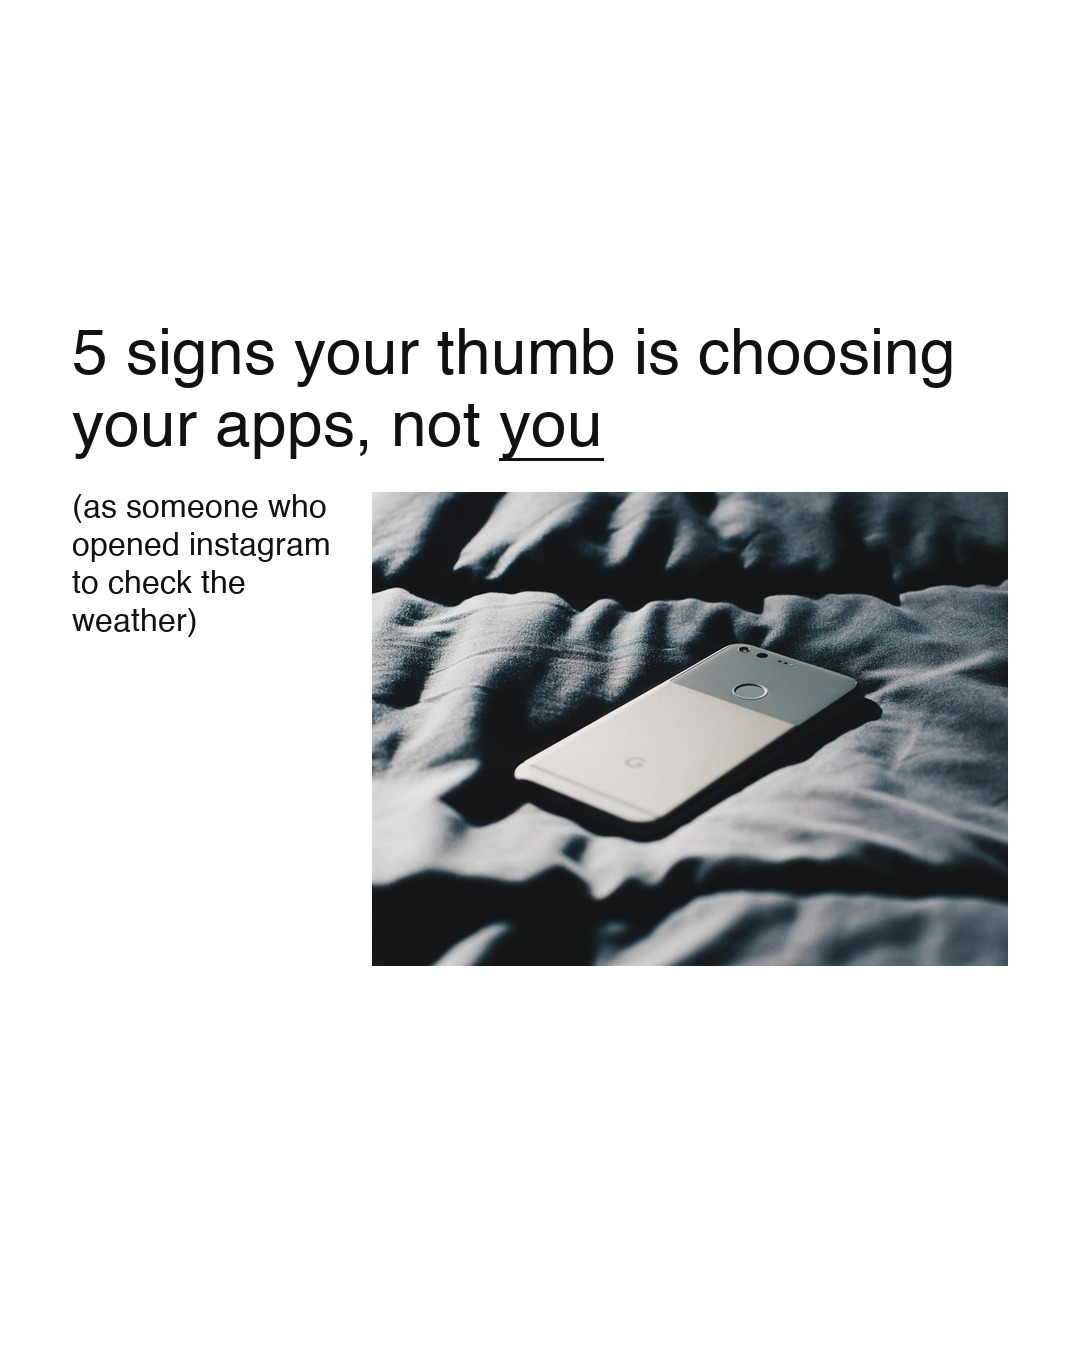 5 signs your thumb is choosing
your apps, not you
(as someone who
opened instagram
to check the
weather)
G